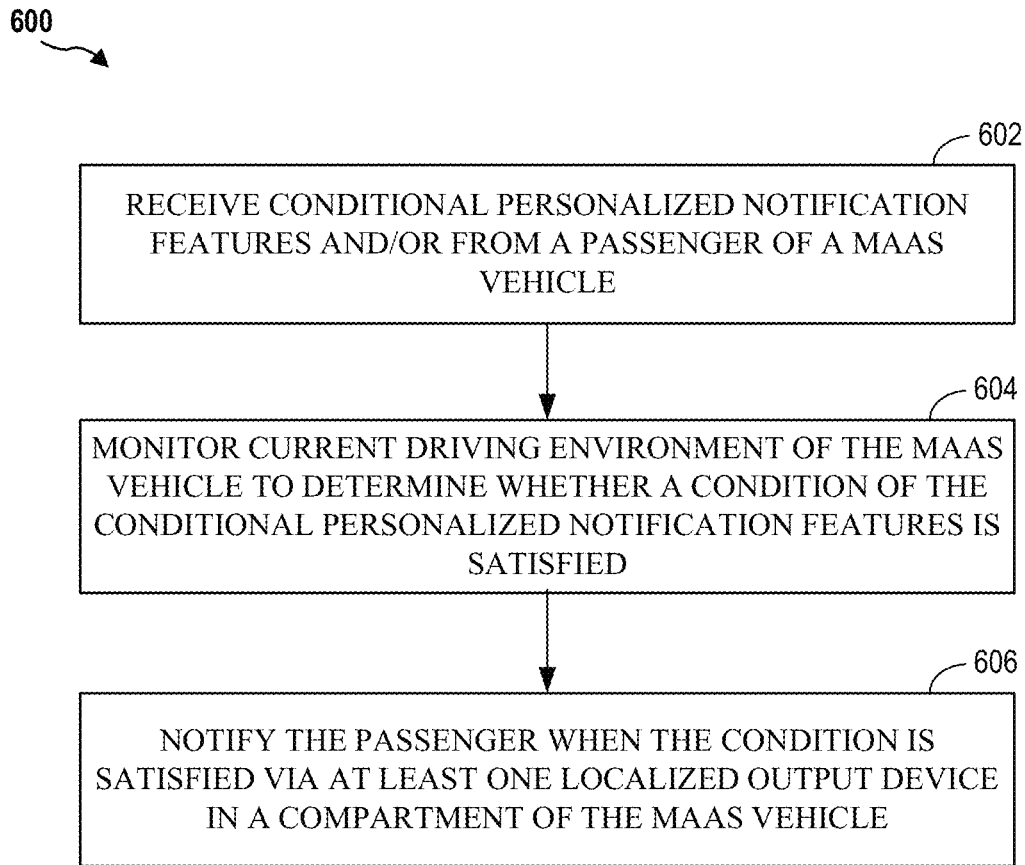 600
602
RECEIVE CONDITIONAL PERSONALIZED NOTIFICATION
FEATURES AND/OR FROM A PASSENGER OF A MAAS
VEHICLE
604
MONITOR CURRENT DRIVING ENVIRONMENT OF THE MAAS
VEHICLE TO DETERMINE WHETHER A CONDITION OF THE
CONDITIONAL PERSONALIZED NOTIFICATION FEATURES IS
SATISFIED
606
NOTIFY THE PASSENGER WHEN THE CONDITION IS
SATISFIED VIA AT LEAST ONE LOCALIZED OUTPUT DEVICE
IN A COMPARTMENT OF THE MAAS VEHICLE